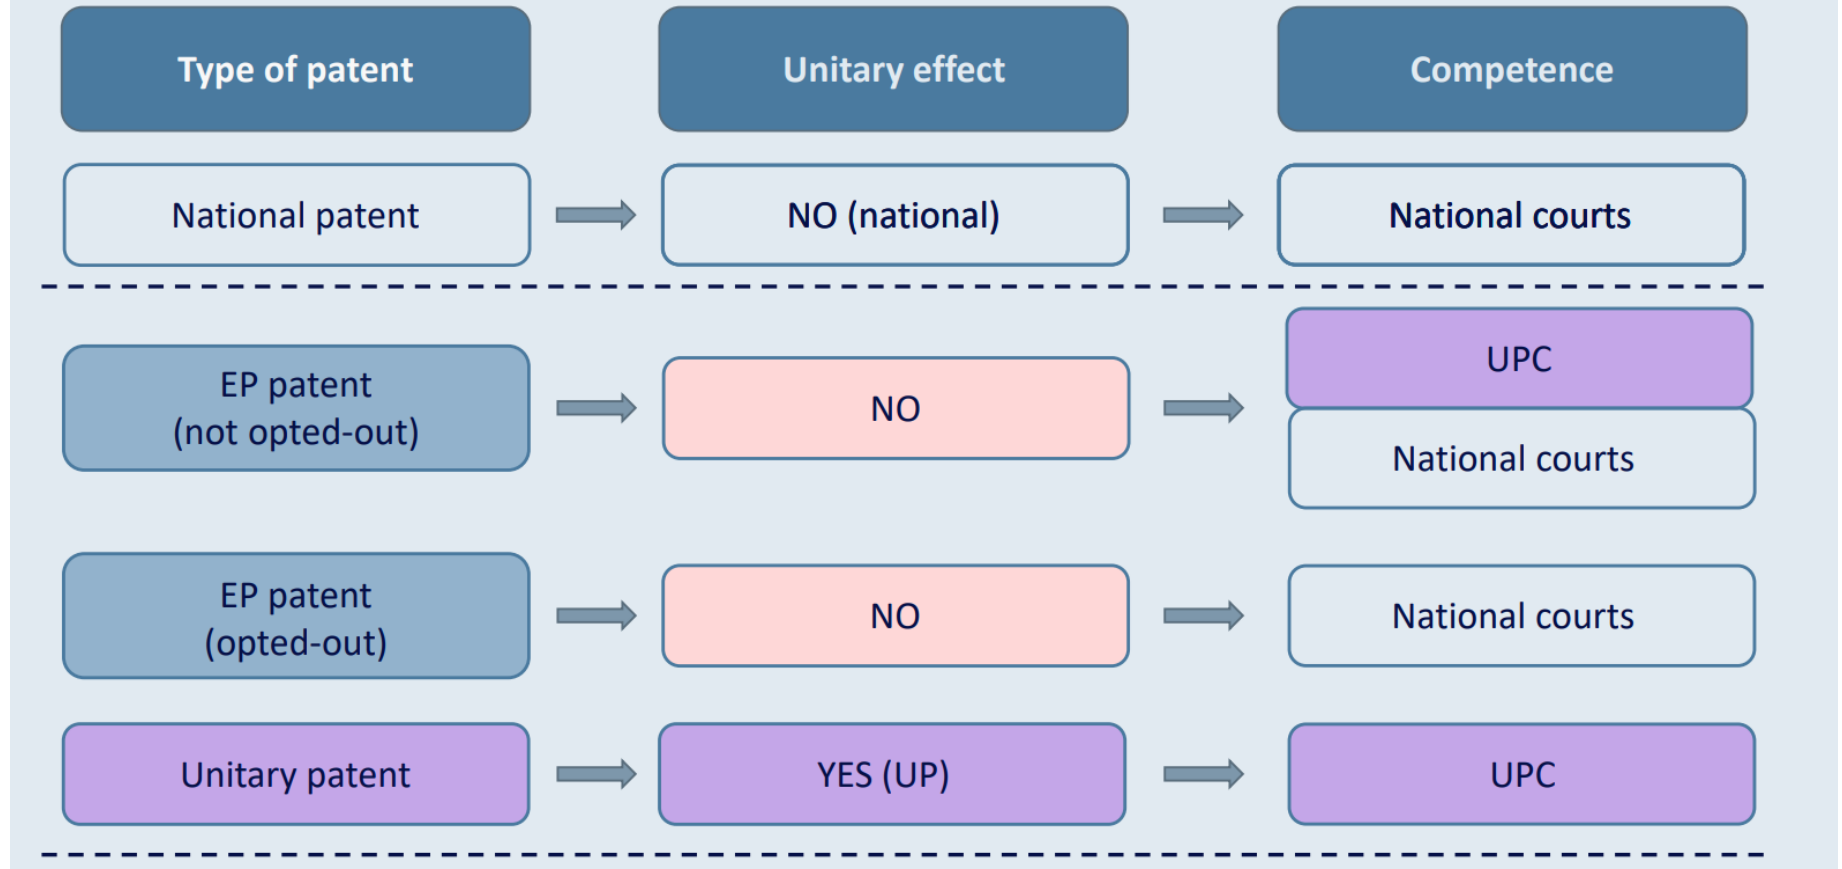 Type of patent
Unitary effect
Competence
National patent
NO (national)
National courts
EP patent
(not opted-out)
NO
UPC
National courts
EP patent
(opted-out)
NO
National courts
Unitary patent
YES (UP)
UPC